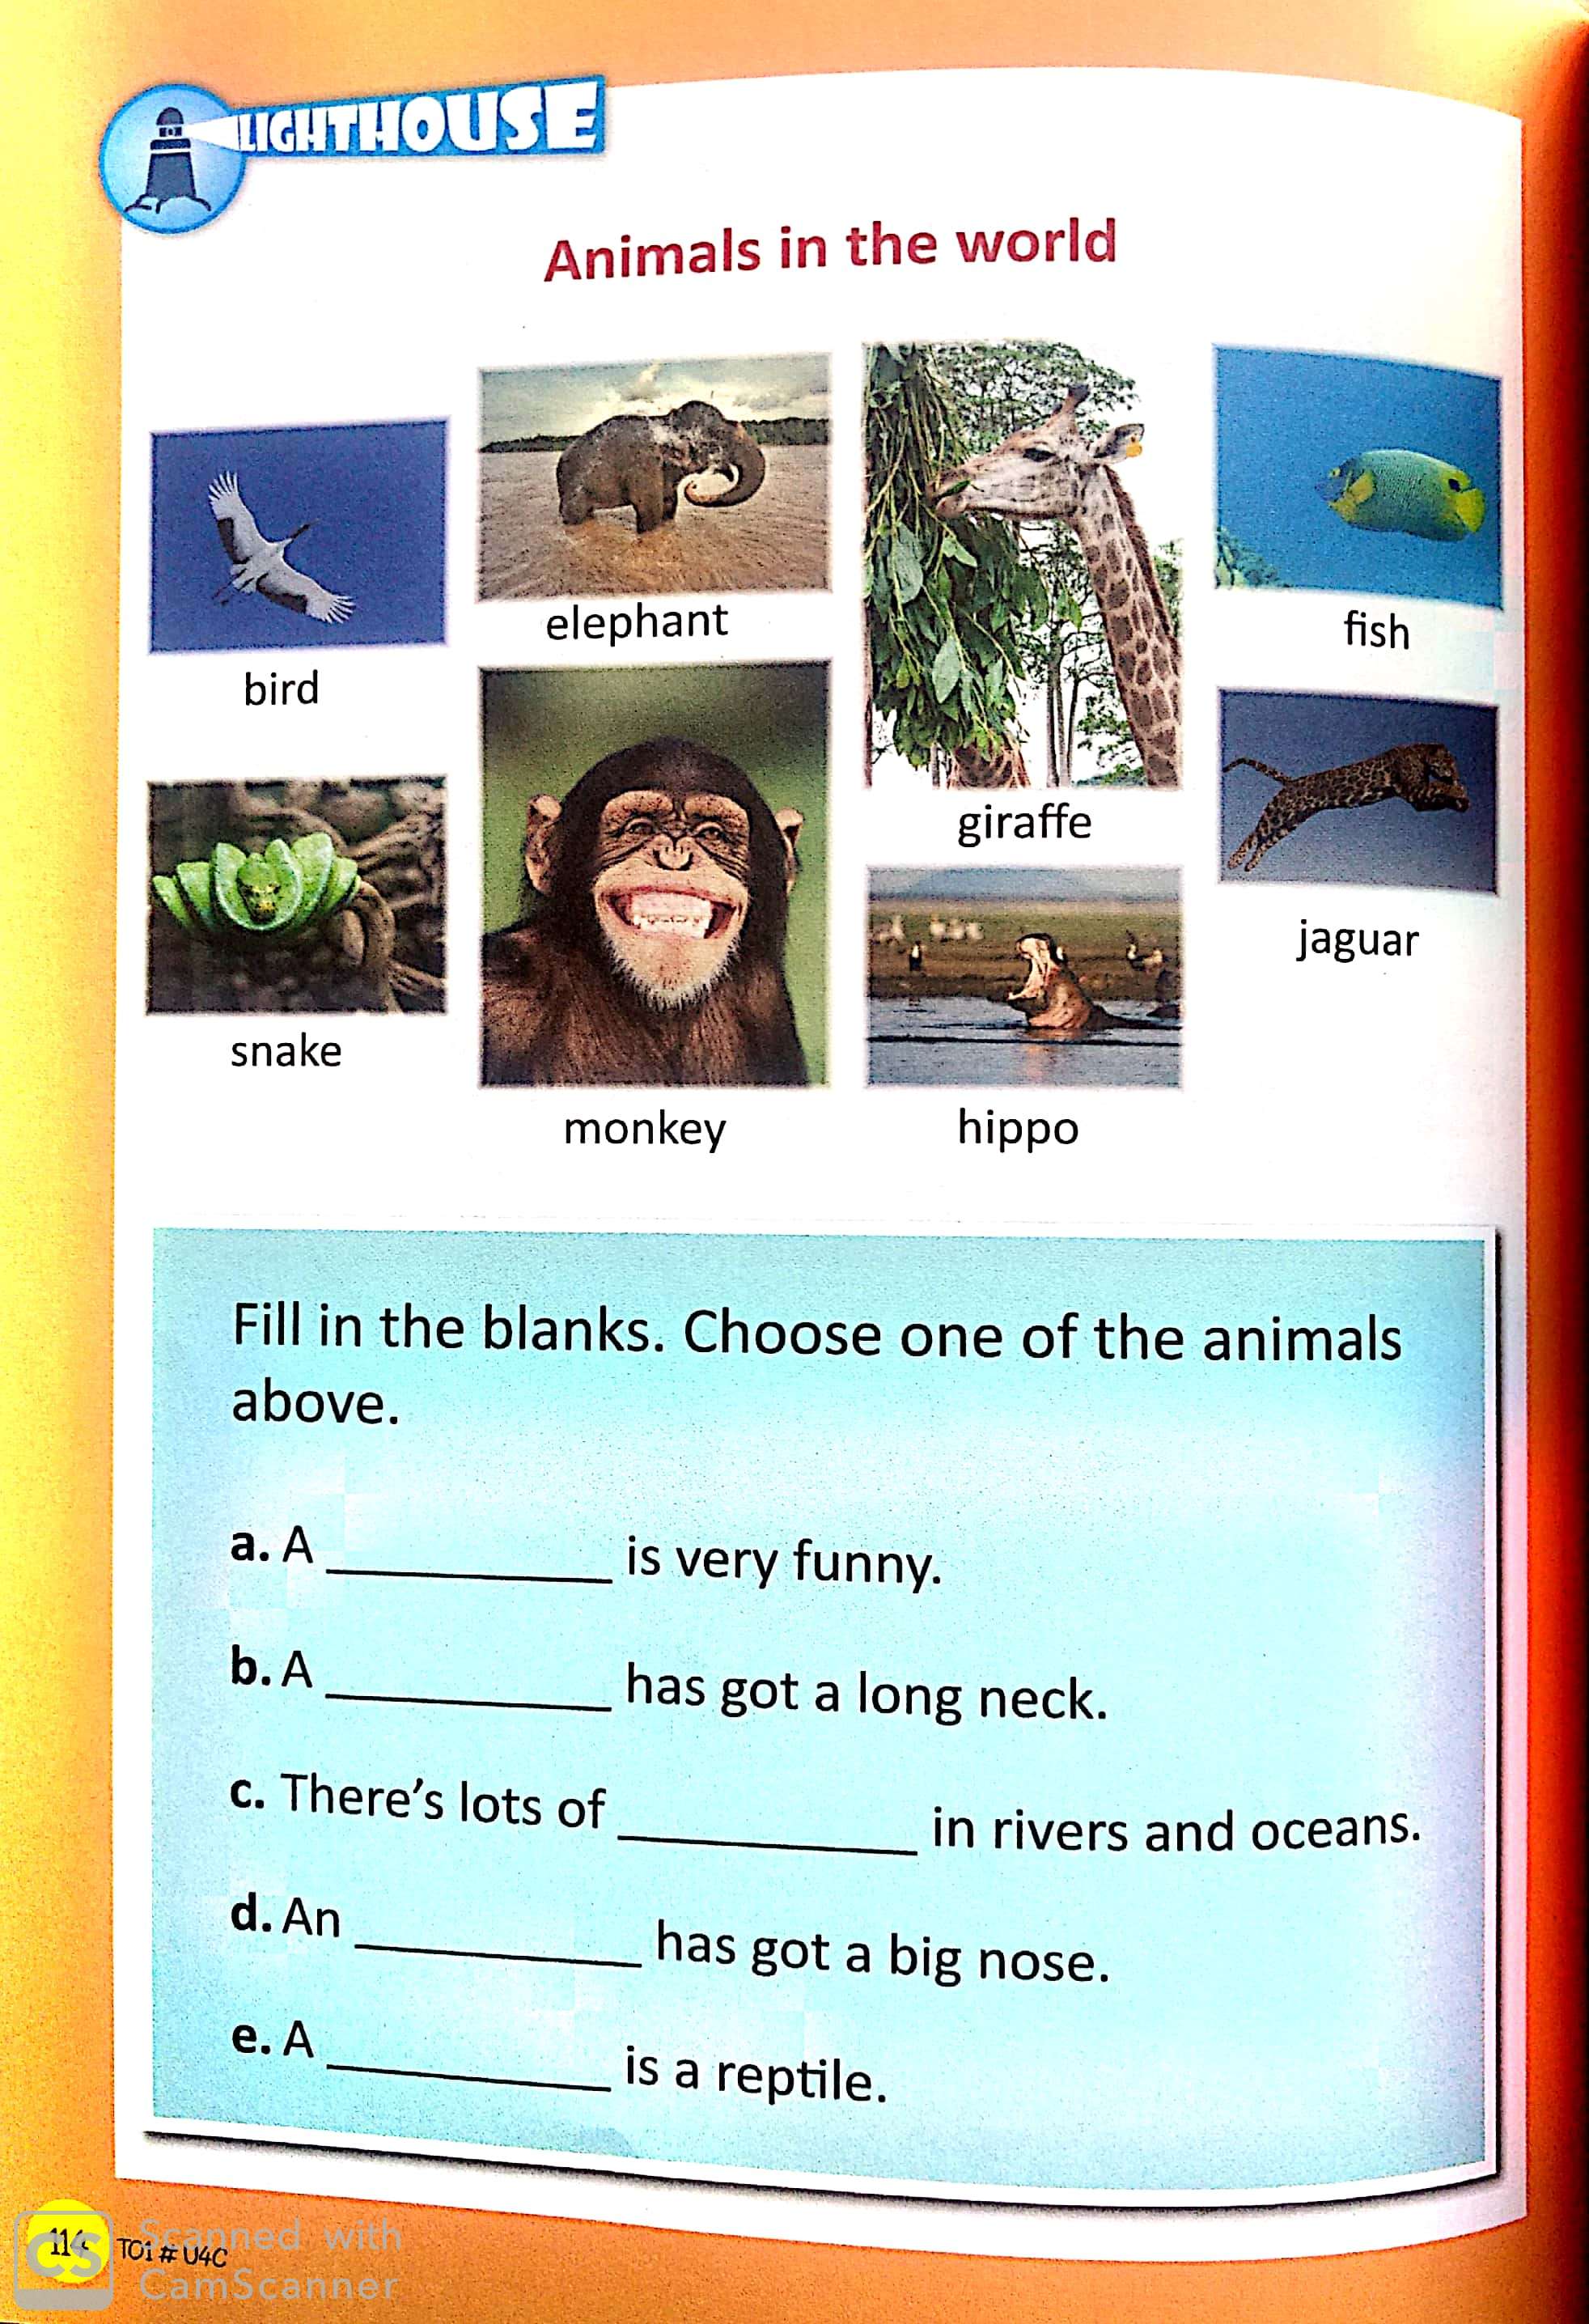 LIGHTHOUSE
Animals in the world
bird
elephant
giraffe
fish
snake
monkey
hippo
jaguar
Fill in the blanks. Choose one of the animals
above.
a. A __________ is very funny.
b. A __________ has got a long neck.
c. There's lots of __________ in rivers and oceans.
d. An __________ has got a big nose.
e. A __________ is a reptile.
TO1 # U4C
CS
Scanned with
CamScanner